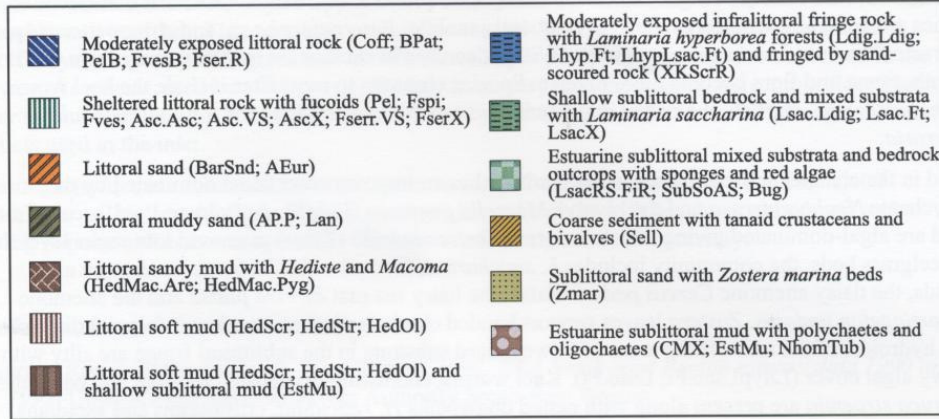 Moderately exposed littoral rock (Coff; BPat;
PelB; FvesB; Fser.R)
Sheltered littoral rock with fucoids (Pel; Fspi;
Fves; Asc.Asc; Asc.VS; AscX; Fserr.VS; FserX)
Littoral sand (BarSnd; AEur)
Littoral muddy sand (AP.P; Lan)
Littoral sandy mud with Hediste and Macoma
(HedMac.Are; HedMac.Pyg)
Littoral soft mud (HedScr; HedStr; HedOl)
Littoral soft mud (HedScr; HedStr; HedOl) and
shallow sublittoral mud (EstMu)
Moderately exposed infralittoral fringe rock
with Laminaria hyperborea forests (Ldig.Ldig;
Lhyp.Ft; LhypLsac.Ft) and fringed by sand-
scoured rock (XKScrR)
Shallow sublittoral bedrock and mixed substrata
with Laminaria saccharina (Lsac.Ldig; Lsac.Ft;
LsacX)
Estuarine sublittoral mixed substrata and bedrock
outcrops with sponges and red algae
(LsacRS.FiR; SubSoAS; Bug)
Coarse sediment with tanaid crustaceans and
bivalves (Sell)
Sublittoral sand with Zostera marina beds
(Zmar)
Estuarine sublittoral mud with polychaetes and
oligochaetes (CMX; EstMu; NhomTub)